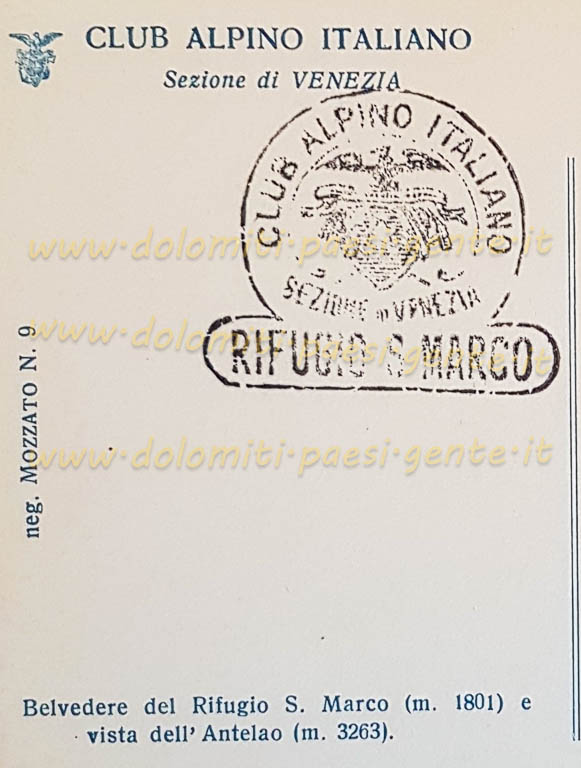 CLUB ALPINO ITALIANO
Sezione di VENEZIA
CLUB ALPINO ITALIANO
SEZIONE DI VENEZIA
RIFUGIO S. MARCO
www.dolomiti-paesi-gente.it
www.dolomiti-paesi-gente.it
www.dolomiti-paesi-gente.it
neg. MOZZATO N. 9
Belvedere del Rifugio S. Marco (m. 1801) e
vista dell' Antelao (m. 3263).